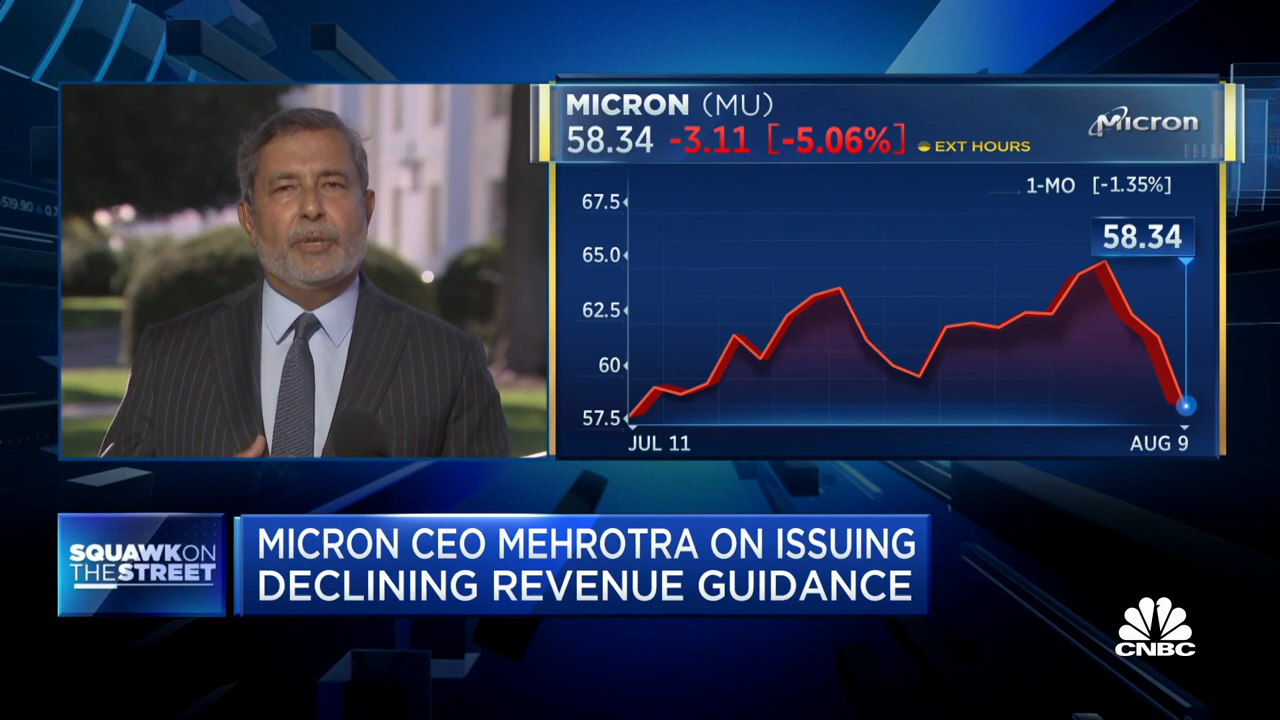 MICRON (MU)
58.34 -3.11 [-5.06%] EXT HOURS
Micron
1-MO [-1.35%]
58.34
67.5
65.0
62.5
60
57.5
JUL 11 AUG 9
SQUAWK ON
THE STREET
MICRON CEO MEHROTRA ON ISSUING
DECLINING REVENUE GUIDANCE
CNBC